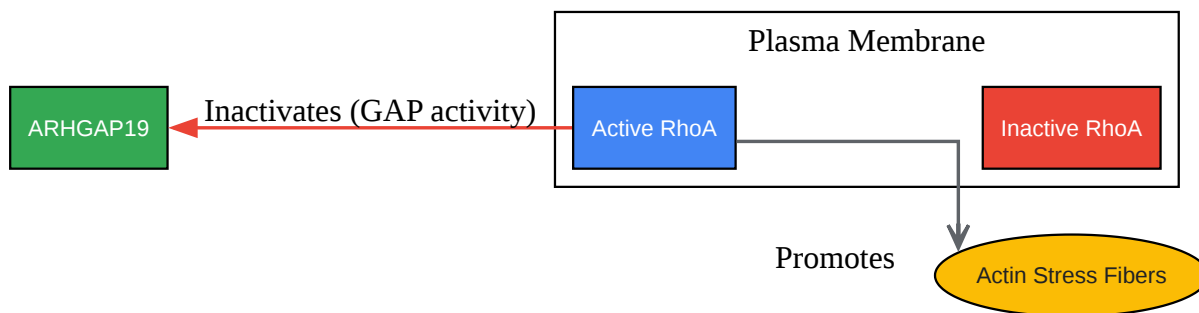 Plasma Membrane
ARHGAP19
Inactivates (GAP activity)
Active RhoA
Inactive RhoA
Promotes
Actin Stress Fibers